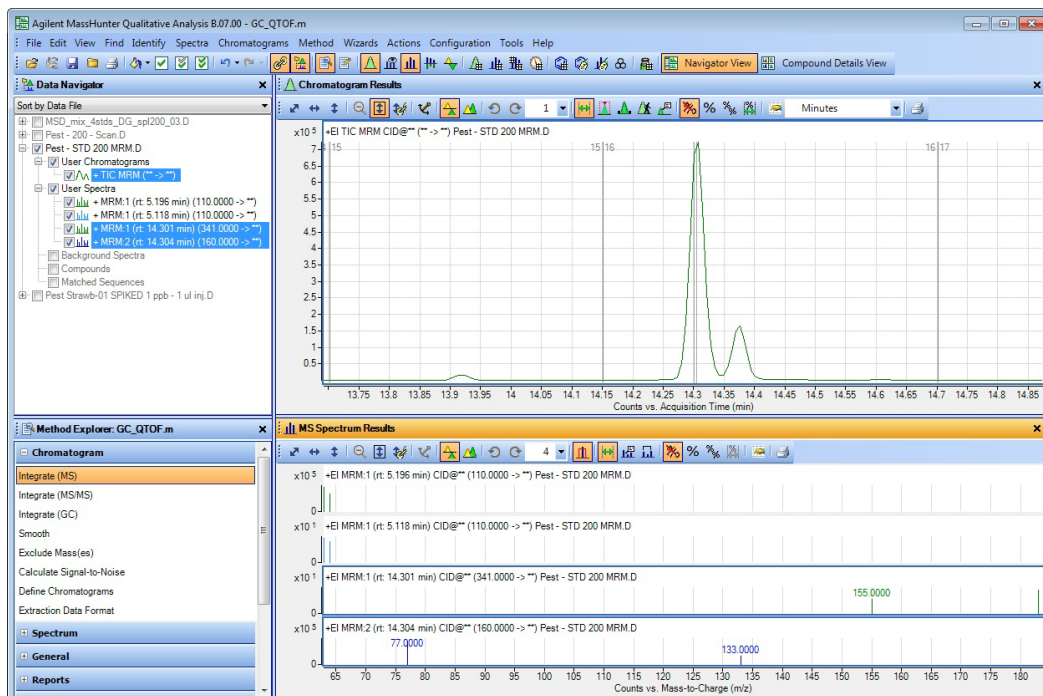 Agilent MassHunter Qualitative Analysis B.07.00 - GC_QTOF.m
File Edit View Find Identify Spectra Chromatograms Method Wizards Actions Configuration Tools Help
Navigator View Compound Details View
Data Navigator
Sort by Data File
MSD_mix_4stds_DG_spl200_03.D
Pest - 200 - Scan.D
Pest - STD 200 MRM.D
User Chromatograms
+ TIC MRM (** -> **)
User Spectra
+ MRM:1 (rt: 5.196 min) (110.0000 -> **)
+ MRM:1 (rt: 5.118 min) (110.0000 -> **)
+ MRM:1 (rt: 14.301 min) (341.0000 -> **)
+ MRM:2 (rt: 14.304 min) (160.0000 -> **)
Background Spectra
Compounds
Matched Sequences
Pest Strawb-01 SPIKED 1 ppb - 1 ul inj.D
Chromatogram Results
1 Minutes
x10 5 +EI TIC MRM CID@** (** -> **) Pest - STD 200 MRM.D
15 15 16 16 17
7
6.5
6
5.5
5
4.5
4
3.5
3
2.5
2
1.5
1
0.5
13.75 13.8 13.85 13.9 13.95 14 14.05 14.1 14.15 14.2 14.25 14.3 14.35 14.4 14.45 14.5 14.55 14.6 14.65 14.7 14.75 14.8 14.85
Counts vs. Acquisition Time (min)
Method Explorer: GC_QTOF.m
Chromatogram
Integrate (MS)
Integrate (MS/MS)
Integrate (GC)
Smooth
Exclude Mass(es)
Calculate Signal-to-Noise
Define Chromatograms
Extraction Data Format
Spectrum
General
Reports
MS Spectrum Results
4
x10 5 +EI MRM:1 (rt: 5.196 min) CID@** (110.0000 -> **) Pest - STD 200 MRM.D
0
x10 1 +EI MRM:1 (rt: 5.118 min) CID@** (110.0000 -> **) Pest - STD 200 MRM.D
0
x10 1 +EI MRM:1 (rt: 14.301 min) CID@** (341.0000 -> **) Pest - STD 200 MRM.D
155.0000
0
x10 5 +EI MRM:2 (rt: 14.304 min) CID@** (160.0000 -> **) Pest - STD 200 MRM.D
77.0000 133.0000
0
65 70 75 80 85 90 95 100 105 110 115 120 125 130 135 140 145 150 155 160 165 170 175 180
Counts vs. Mass-to-Charge (m/z)